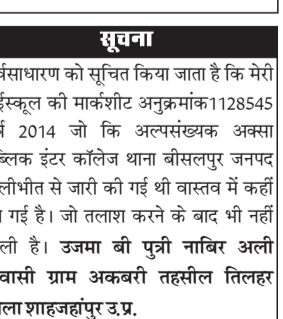 सूचना
र्वसाधारण को सूचित किया जाता है कि मेरी
ईस्कूल की मार्कशीट अनुक्रमांक1128545
र्ष 2014 जो कि अल्पसंख्यक अक्सा
ब्लिक इंटर कॉलेज थाना बीसलपुर जनपद
लीभीत से जारी की गई थी वास्तव में कहीं
गई है। जो तलाश करने के बाद भी नहीं
ली है। उजमा बी पुत्री नाबिर अली
वासी ग्राम अकबरी तहसील तिलहर
ला शाहजहांपुर उ.प्र.